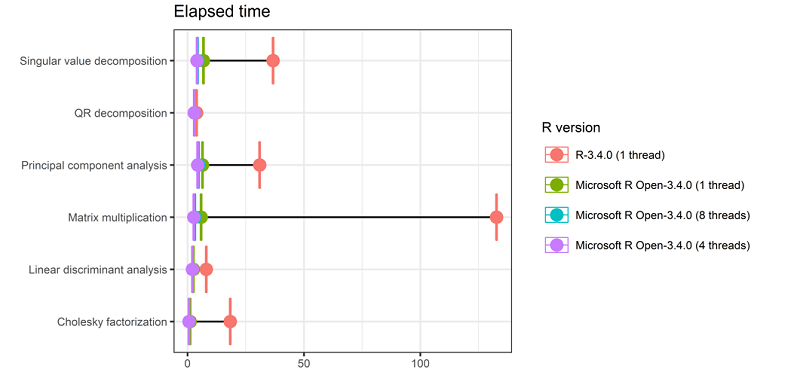 Elapsed time
Singular value decomposition
QR decomposition
Principal component analysis
Matrix multiplication
Linear discriminant analysis
Cholesky factorization
0 50 100
R version
R-3.4.0 (1 thread)
Microsoft R Open-3.4.0 (1 thread)
Microsoft R Open-3.4.0 (8 threads)
Microsoft R Open-3.4.0 (4 threads)